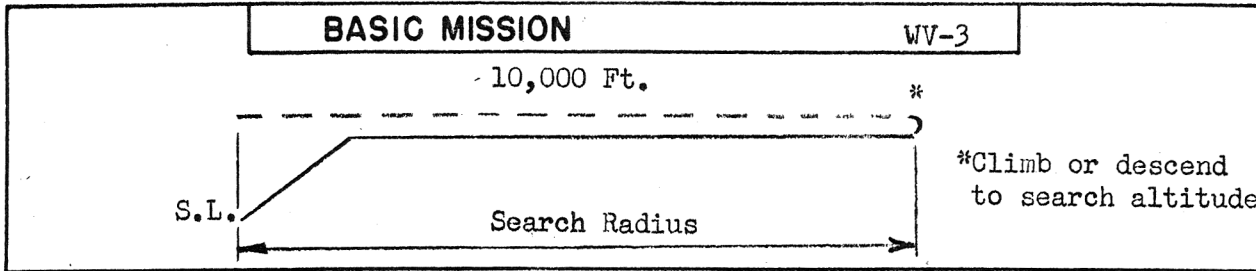 BASIC MISSION WV-3
10,000 Ft.
*
*Climb or descend
to search altitude
S.L.
Search Radius